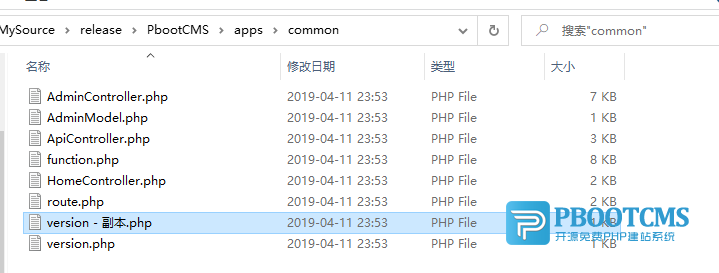 MySource > release > PbootCMS > apps > common
搜索"common"
名称 修改日期 类型 大小
AdminController.php 2019-04-11 23:53 PHP File 7 KB
AdminModel.php 2019-04-11 23:53 PHP File 1 KB
ApiController.php 2019-04-11 23:53 PHP File 3 KB
function.php 2019-04-11 23:53 PHP File 8 KB
HomeController.php 2019-04-11 23:53 PHP File 2 KB
route.php 2019-04-11 23:53 PHP File 2 KB
version - 副本.php 2019-04-11 23:53 PHP File 1 KB
version.php 2019-04-11 23:53 PHP File 1 KB
PBOOTCMS
开源免费PHP建站系统